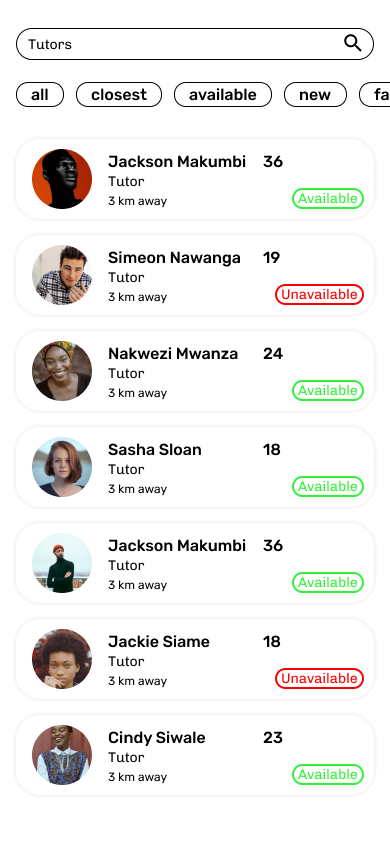 Tutors
all closest available new fa
Jackson Makumbi 36
Tutor
3 km away
Available
Simeon Nawanga 19
Tutor
3 km away
Unavailable
Nakwezi Mwanza 24
Tutor
3 km away
Available
Sasha Sloan 18
Tutor
3 km away
Available
Jackson Makumbi 36
Tutor
3 km away
Available
Jackie Siame 18
Tutor
3 km away
Unavailable
Cindy Siwale 23
Tutor
3 km away
Available